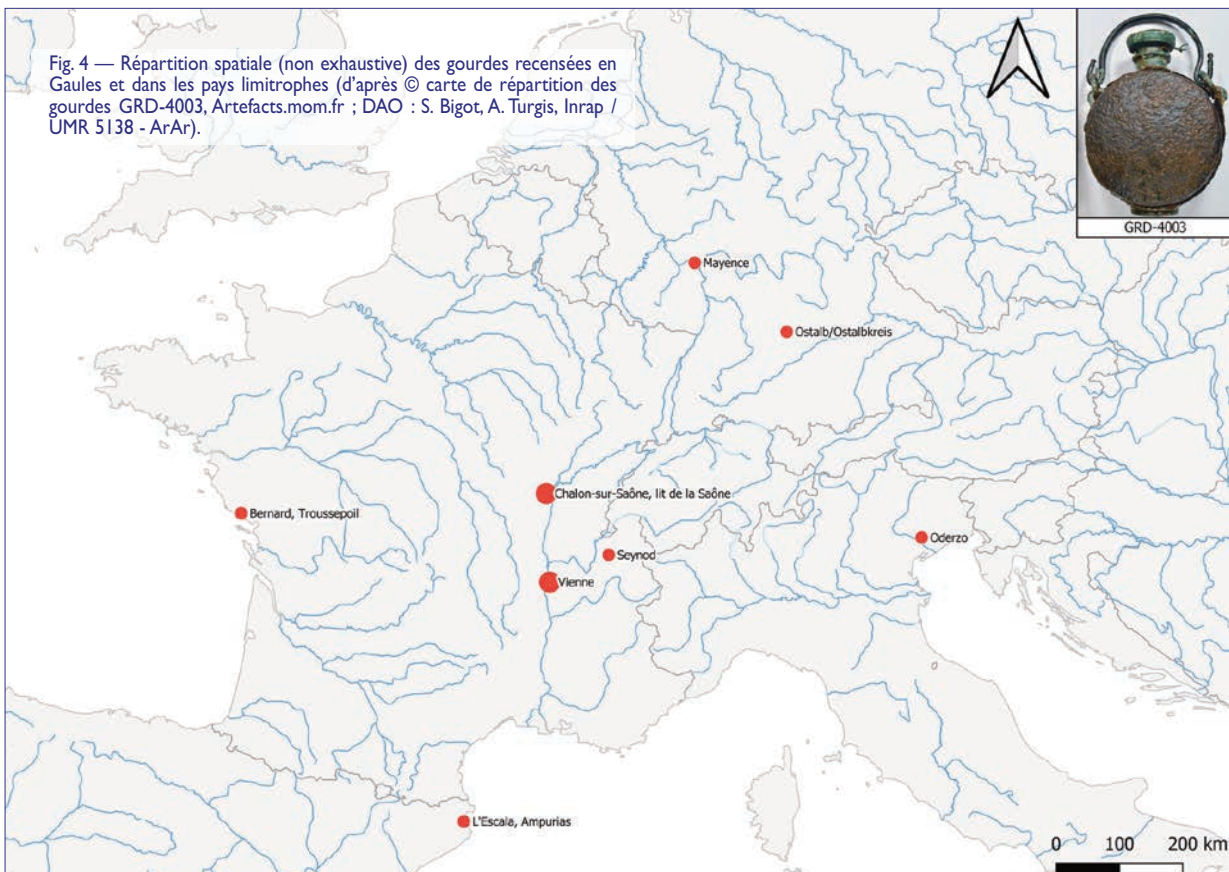 Fig. 4 — Répartition spatiale (non exhaustive) des gourdes recensées en
Gaules et dans les pays limitrophes (d'après © carte de répartition des
gourdes GRD-4003, Artefacts.mom.fr ; DAO : S. Bigot, A. Turgis, Inrap /
UMR 5138 - ArAr).
GRD-4003
Mayence
Ostalb/Ostalbkreis
Chalon-sur-Saône, lit de la Saône
Bernard, Troussepoil
Oderzo
Seynod
Vienne
L'Escala, Ampurias
0 100 200 km